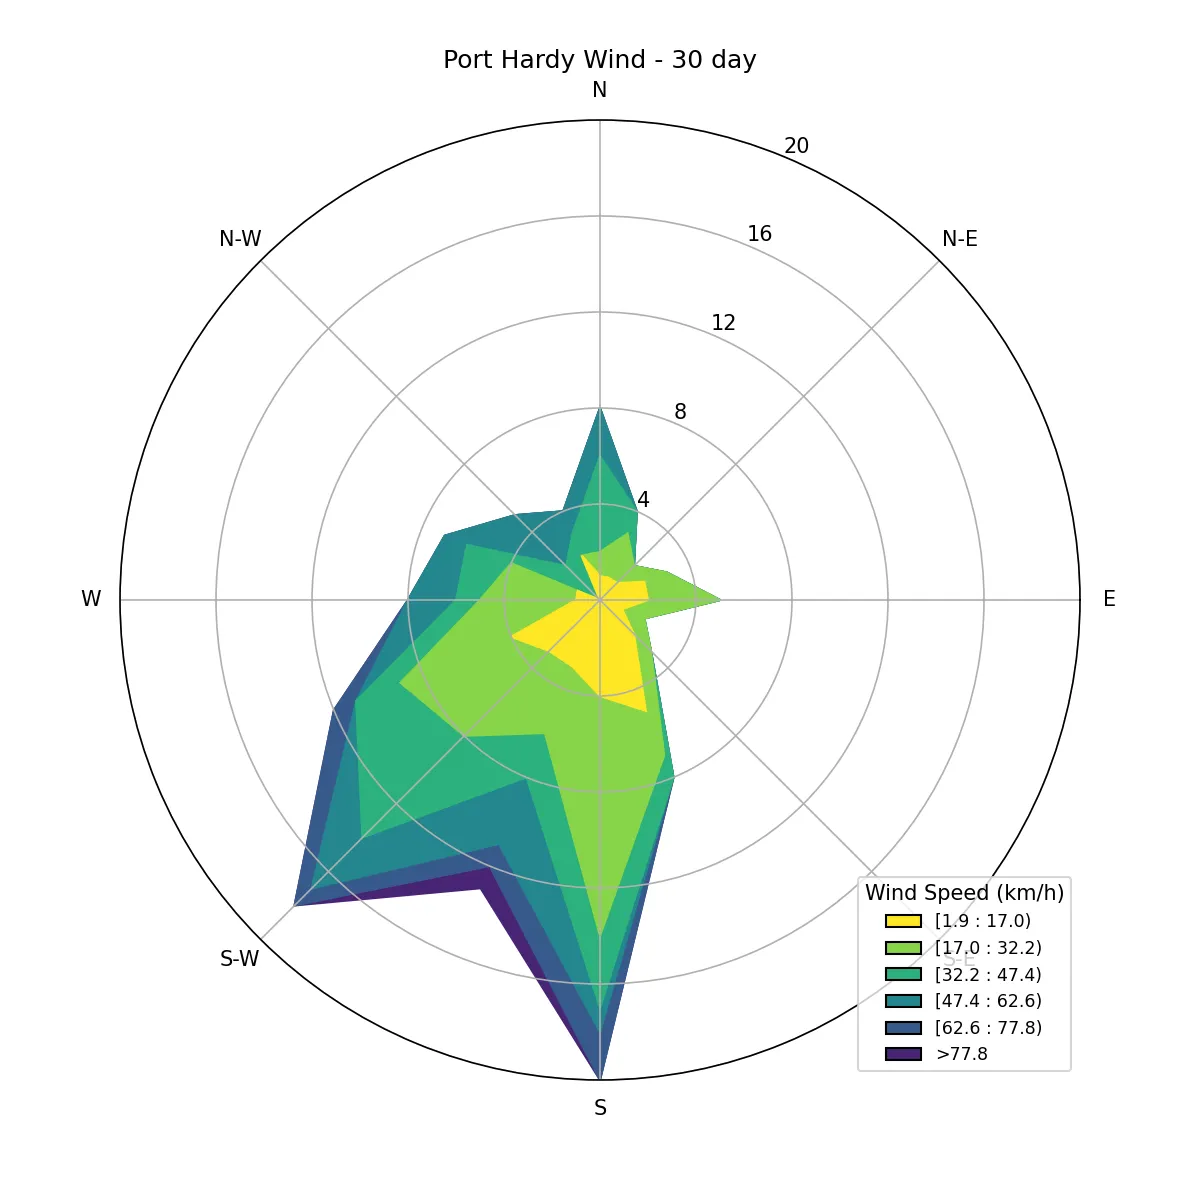 Port Hardy Wind - 30 day
N
20
N-W
N-E
16
12
8
4
W
E
Wind Speed (km/h)
[1.9 : 17.0)
[17.0 : 32.2)
S-W
S-E
[32.2 : 47.4)
[47.4 : 62.6)
[62.6 : 77.8)
>77.8
S